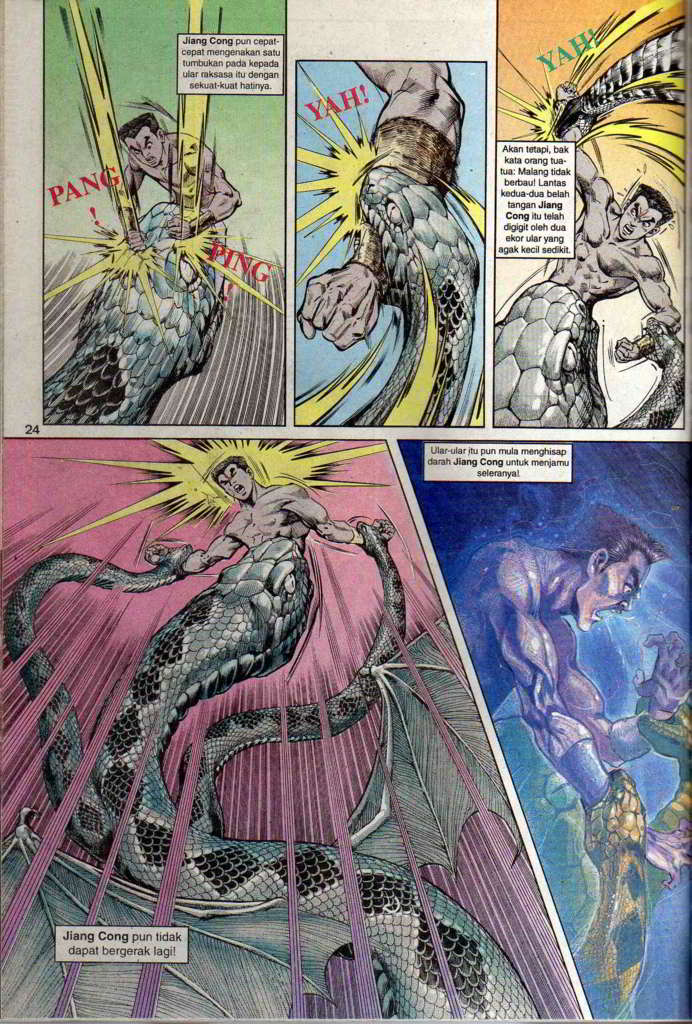 Jiang Cong pun cepat-
cepat mengenakan satu
tumbukan pada kepada
ular raksasa itu dengan
sekuat-kuat hatinya.
PANG
!
PING
!
YAH!
YAH!
Akan tetapi, bak
kata orang tua-
tua: Malang tidak
berbau! Lantas
kedua-dua belah
tangan Jiang
Cong itu telah
digigit oleh dua
ekor ular yang
agak kecil sedikit.
24
Ular-ular itu pun mula menghisap
darah Jiang Cong untuk menjamu
seleranya!
Jiang Cong pun tidak
dapat bergerak lagi!